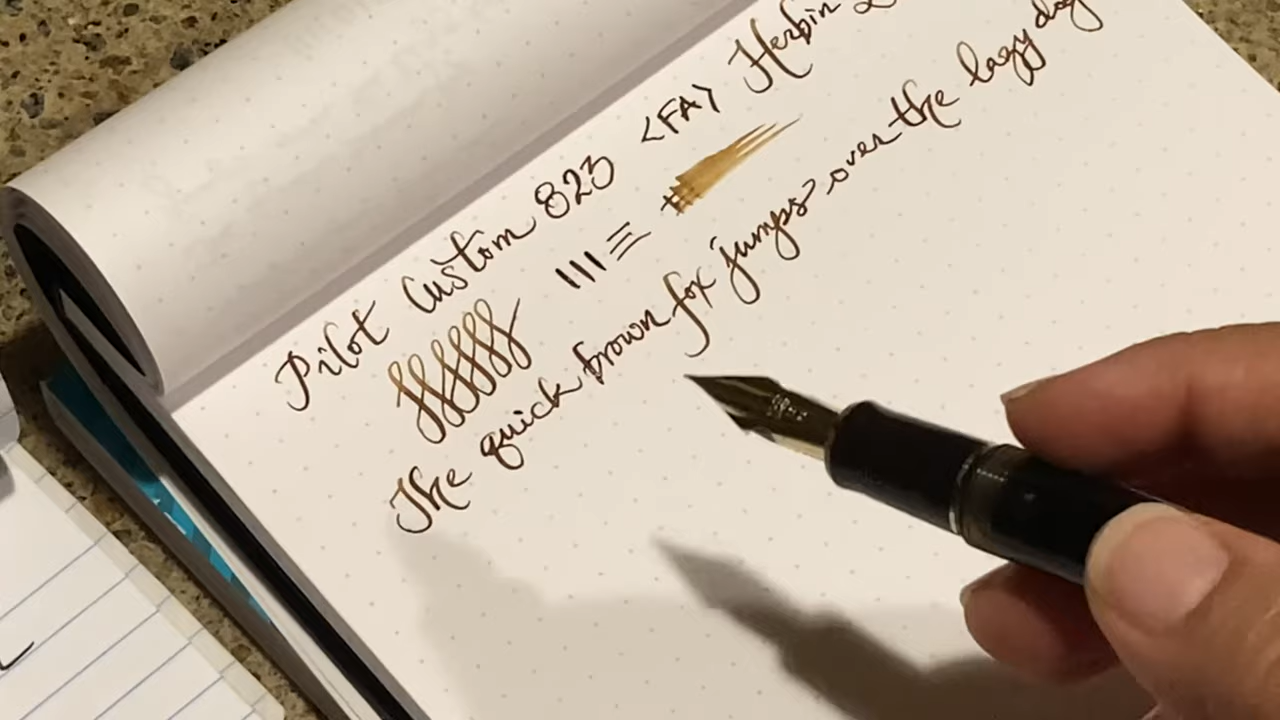 Pilot Custom 823 <FA> Herbin
The quick brown fox jumps over the lazy dog